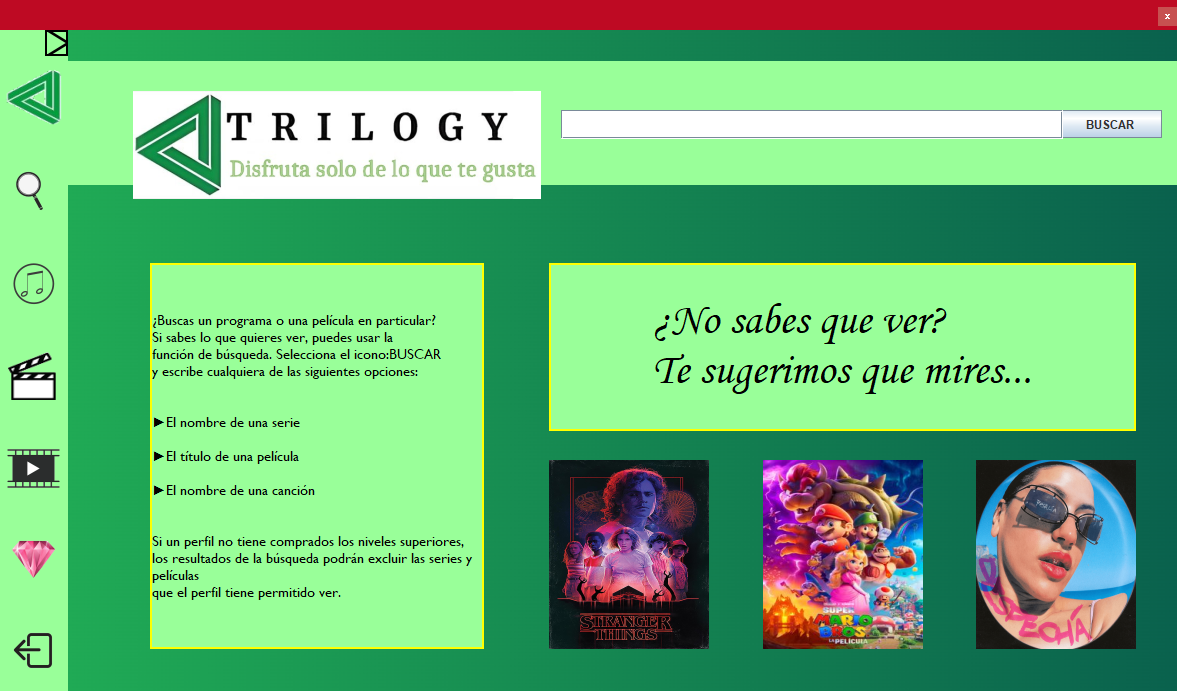 x
TRILOGY
Disfruta solo de lo que te gusta
BUSCAR
¿Buscas un programa o una película en particular?
Si sabes lo que quieres ver, puedes usar la
función de búsqueda. Selecciona el icono:BUSCAR
y escribe cualquiera de las siguientes opciones:
►El nombre de una serie
►El título de una película
►El nombre de una canción
Si un perfil no tiene comprados los niveles superiores,
los resultados de la búsqueda podrán excluir las series y
películas
que el perfil tiene permitido ver.
¿No sabes que ver?
Te sugerimos que mires...
STRANGER
THINGS
SUPER
MARIO
BROS
LA PELÍCULA
DESPECHÁ